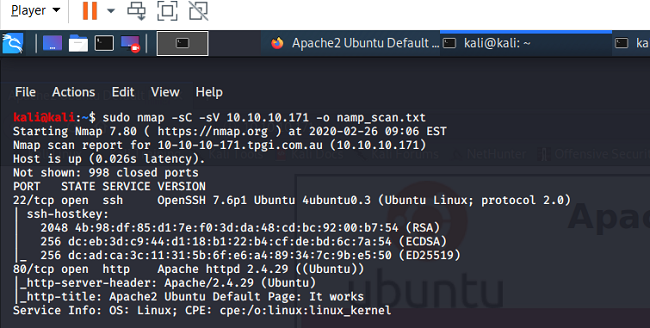 Player
Apache2 Ubuntu Default ...
kali@kali: ~
File Actions Edit View Help
kali@kali:~$ sudo nmap -sC -sV 10.10.10.171 -o namp_scan.txt
Starting Nmap 7.80 ( https://nmap.org ) at 2020-02-26 09:06 EST
Nmap scan report for 10-10-10-171.tpgi.com.au (10.10.10.171)
Host is up (0.026s latency).
Not shown: 998 closed ports
PORT   STATE SERVICE VERSION
22/tcp open  ssh     OpenSSH 7.6p1 Ubuntu 4ubuntu0.3 (Ubuntu Linux; protocol 2.0)
| ssh-hostkey:
|   2048 4b:98:df:85:d1:7e:f0:3d:da:48:cd:bc:92:00:b7:54 (RSA)
|   256 dc:eb:3d:c9:44:d1:18:b1:22:b4:cf:de:bd:6c:7a:54 (ECDSA)
|_  256 dc:ad:ca:3c:11:31:5b:6f:e6:a4:89:34:7c:9b:e5:50 (ED25519)
80/tcp open  http    Apache httpd 2.4.29 ((Ubuntu))
|_http-server-header: Apache/2.4.29 (Ubuntu)
|_http-title: Apache2 Ubuntu Default Page: It works
Service Info: OS: Linux; CPE: cpe:/o:linux:linux_kernel
ubuntu